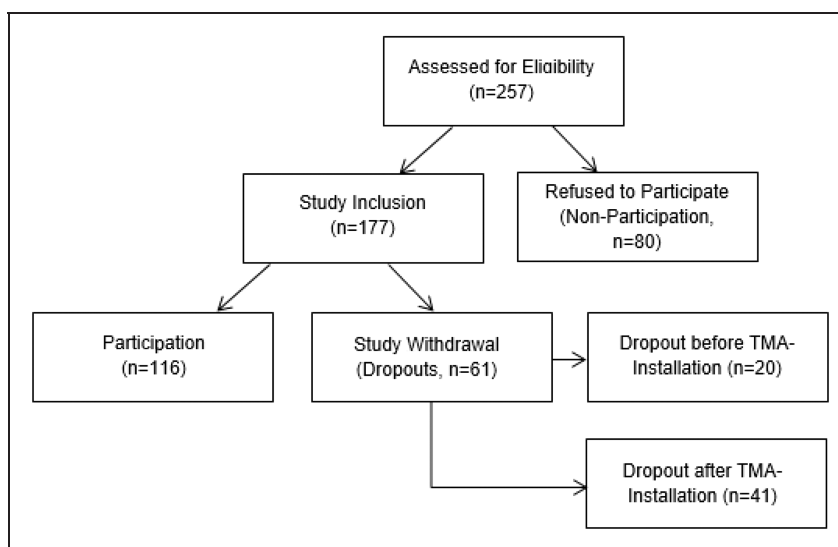 Assessed for Eligibility
(n=257)
Study Inclusion
(n=177)
Refused to Participate
(Non-Participation,
n=80)
Participation
(n=116)
Study Withdrawal
(Dropouts, n=61)
Dropout before TMA-
Installation (n=20)
Dropout after TMA-
Installation (n=41)